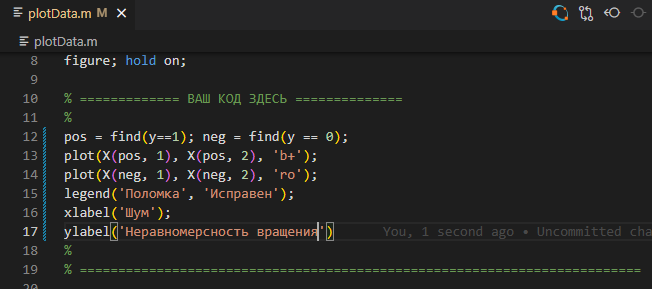 plotData.m M
plotData.m
8 figure; hold on;
9
10 % ============= ВАШ КОД ЗДЕСЬ ==============
11 %
12 pos = find(y==1); neg = find(y == 0);
13 plot(X(pos, 1), X(pos, 2), 'b+');
14 plot(X(neg, 1), X(neg, 2), 'ro');
15 legend('Поломка', 'Исправен');
16 xlabel('Шум');
17 ylabel('Неравномерсность вращения') You, 1 second ago • Uncommitted cha
18 %
19 % =========================================================================
20